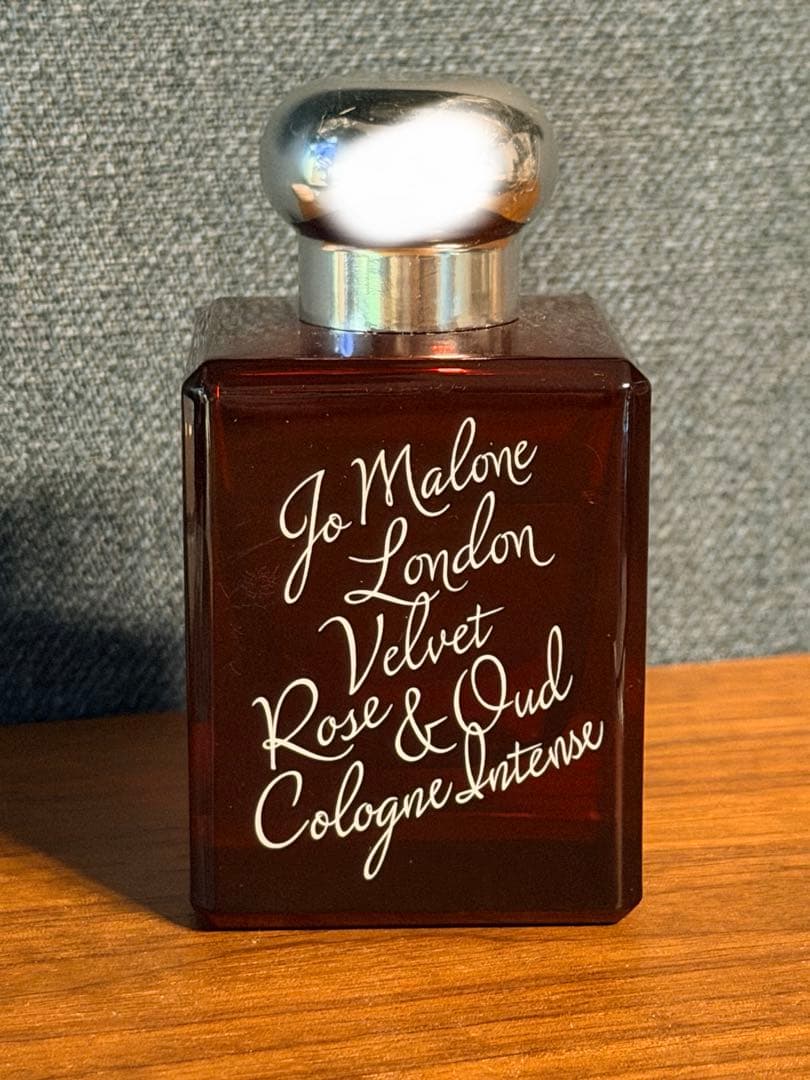 Jo Malone
London
Velvet
Rose & Oud
Cologne Intense